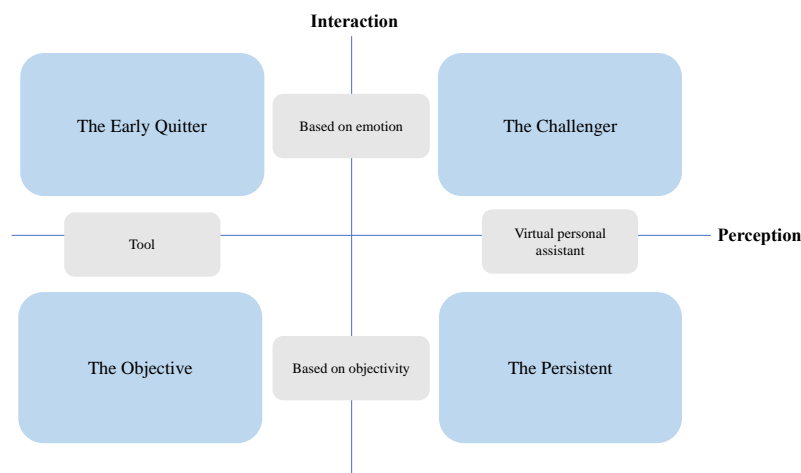 Interaction
The Early Quitter
Based on emotion
The Challenger
Tool
Virtual personal
assistant
Perception
The Objective
Based on objectivity
The Persistent